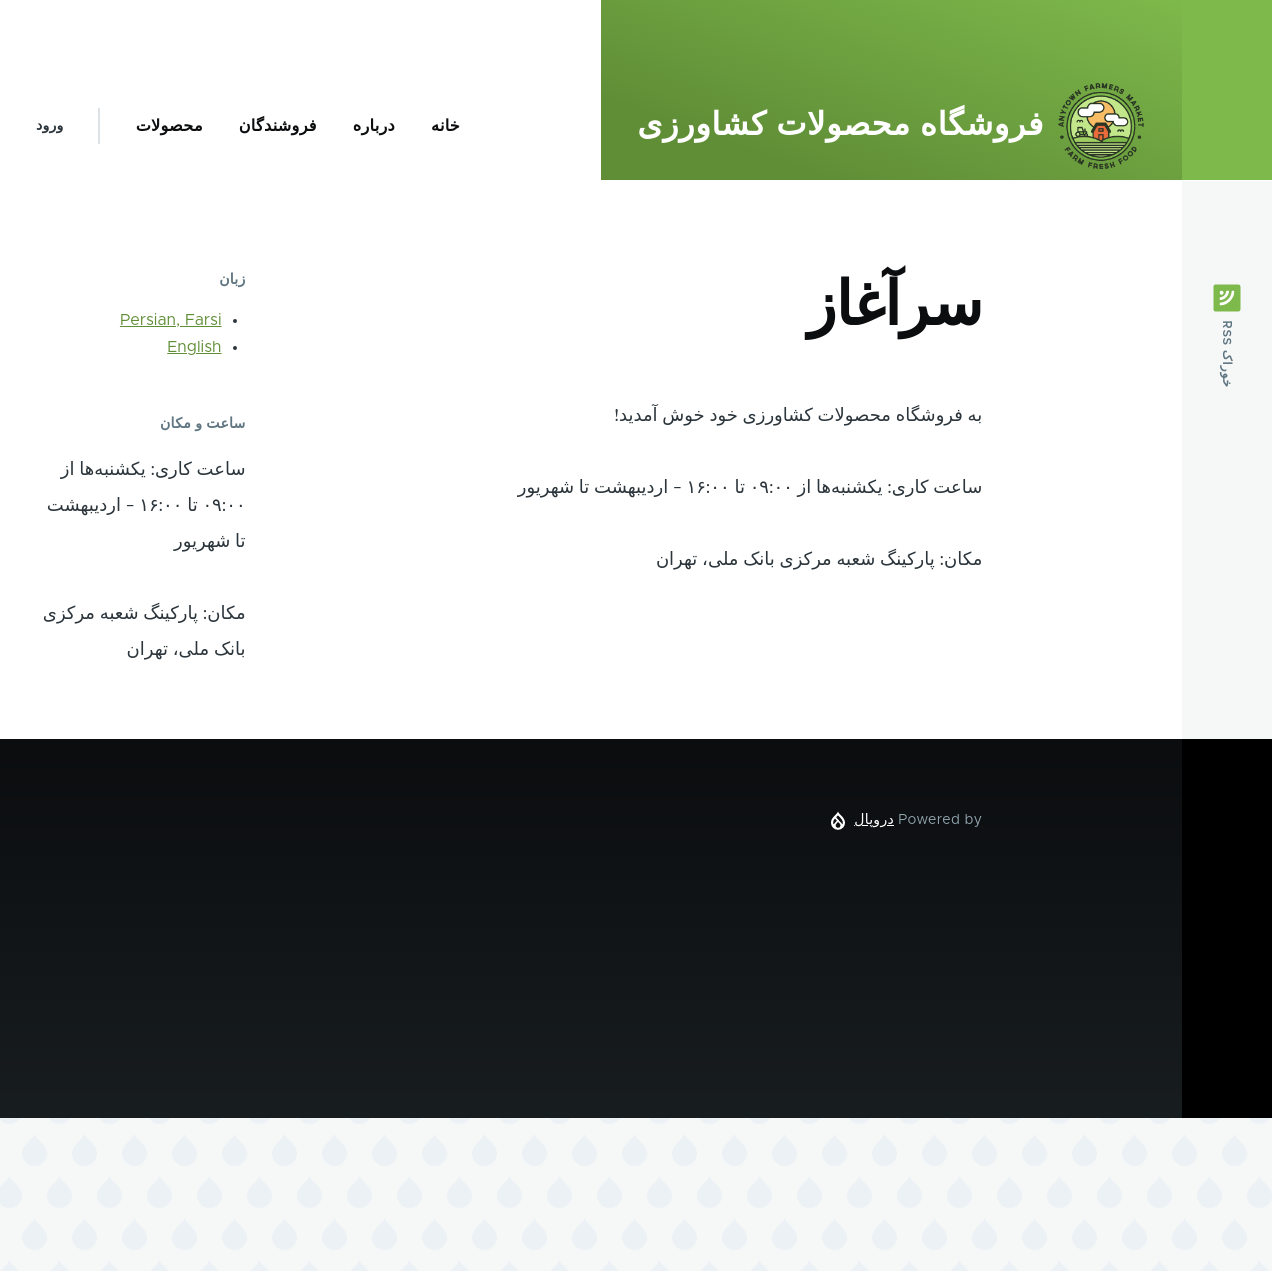 ANYTOWN FARMERS MARKET
FARM FRESH FOOD
فروشگاه محصولات کشاورزی
خانه
درباره
فروشندگان
محصولات
ورود
خوراک RSS
سرآغاز
به فروشگاه محصولات کشاورزی خود خوش آمدید!
ساعت کاری: یکشنبه‌ها از ۰۹:۰۰ تا ۱۶:۰۰ - اردیبهشت تا شهریور
مکان: پارکینگ شعبه مرکزی بانک ملی، تهران
زبان
Persian, Farsi
English
ساعت و مکان
ساعت کاری: یکشنبه‌ها از
۰۹:۰۰ تا ۱۶:۰۰ - اردیبهشت
تا شهریور
مکان: پارکینگ شعبه مرکزی
بانک ملی، تهران
Powered by دروپال